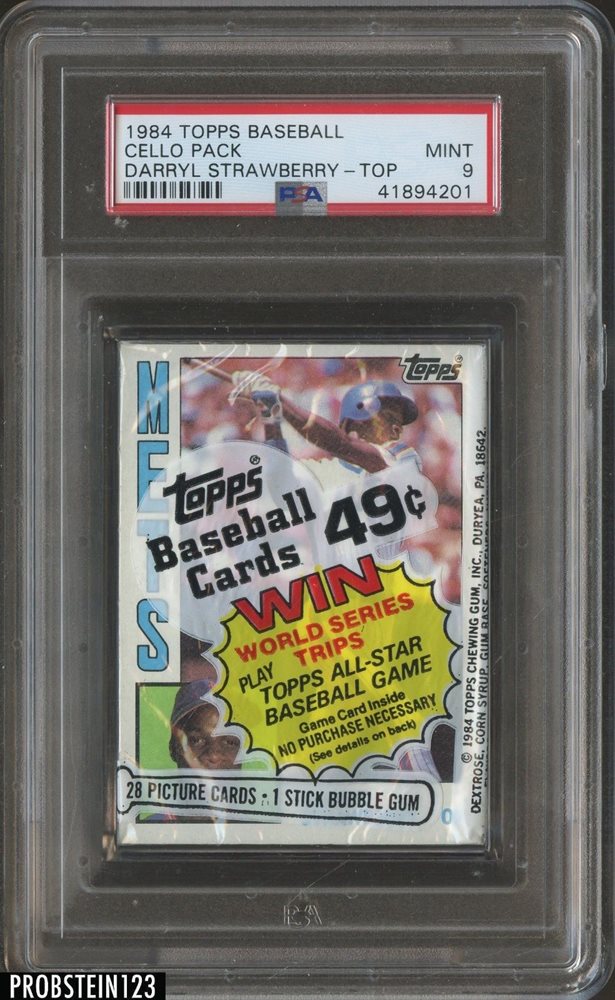 1984 TOPPS BASEBALL
CELLO PACK MINT
DARRYL STRAWBERRY – TOP 9
PSA 41894201
topps®
METS
topps®
Baseball
Cards 49¢
WIN
WORLD SERIES
TRIPS
PLAY
TOPPS ALL-STAR
BASEBALL GAME
Game Card Inside
NO PURCHASE NECESSARY
(See details on back)
28 PICTURE CARDS · 1 STICK BUBBLE GUM
© 1984 TOPPS CHEWING GUM, INC., DURYEA, PA. 18642.
DEXTROSE, CORN SYRUP, GUM BASE, SOFTENERS
O
PSA
PROBSTEIN123